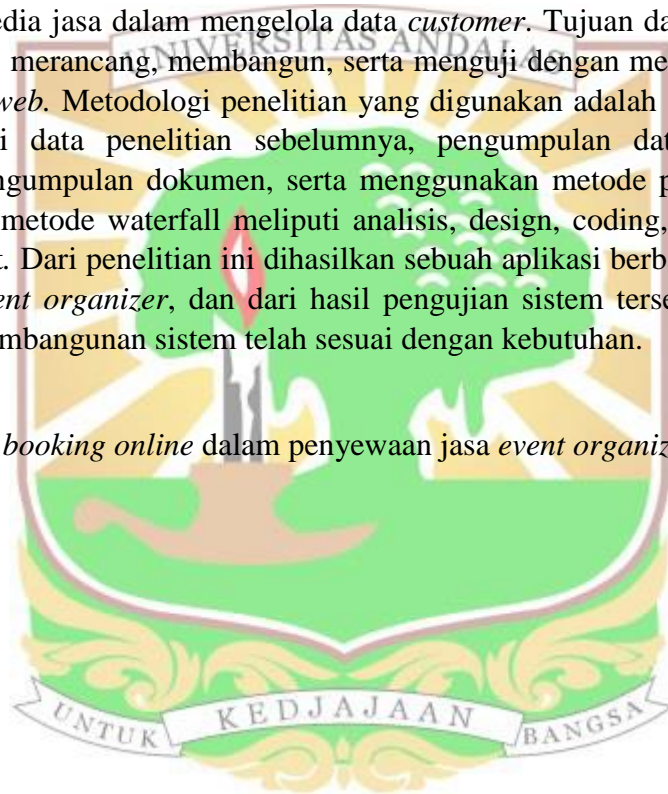 edia jasa dalam mengelola data customer. Tujuan da
UNIVERSITAS ANDALAS
merancang, membangun, serta menguji dengan me
web. Metodologi penelitian yang digunakan adalah
i data penelitian sebelumnya, pengumpulan dat
ngumpulan dokumen, serta menggunakan metode p
metode waterfall meliputi analisis, design, coding,
t. Dari penelitian ini dihasilkan sebuah aplikasi berb
ent organizer, dan dari hasil pengujian sistem terse
mbangunan sistem telah sesuai dengan kebutuhan.
booking online dalam penyewaan jasa event organiz
UNTUK KEDJAJAAN BANGSA